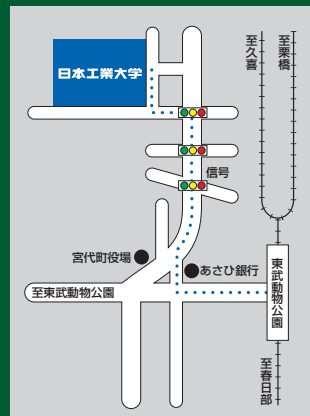 至久喜
至栗橋
日本工業大学
信号
宮代町役場
あさひ銀行
至東武動物公園
東武動物公園
至春日部